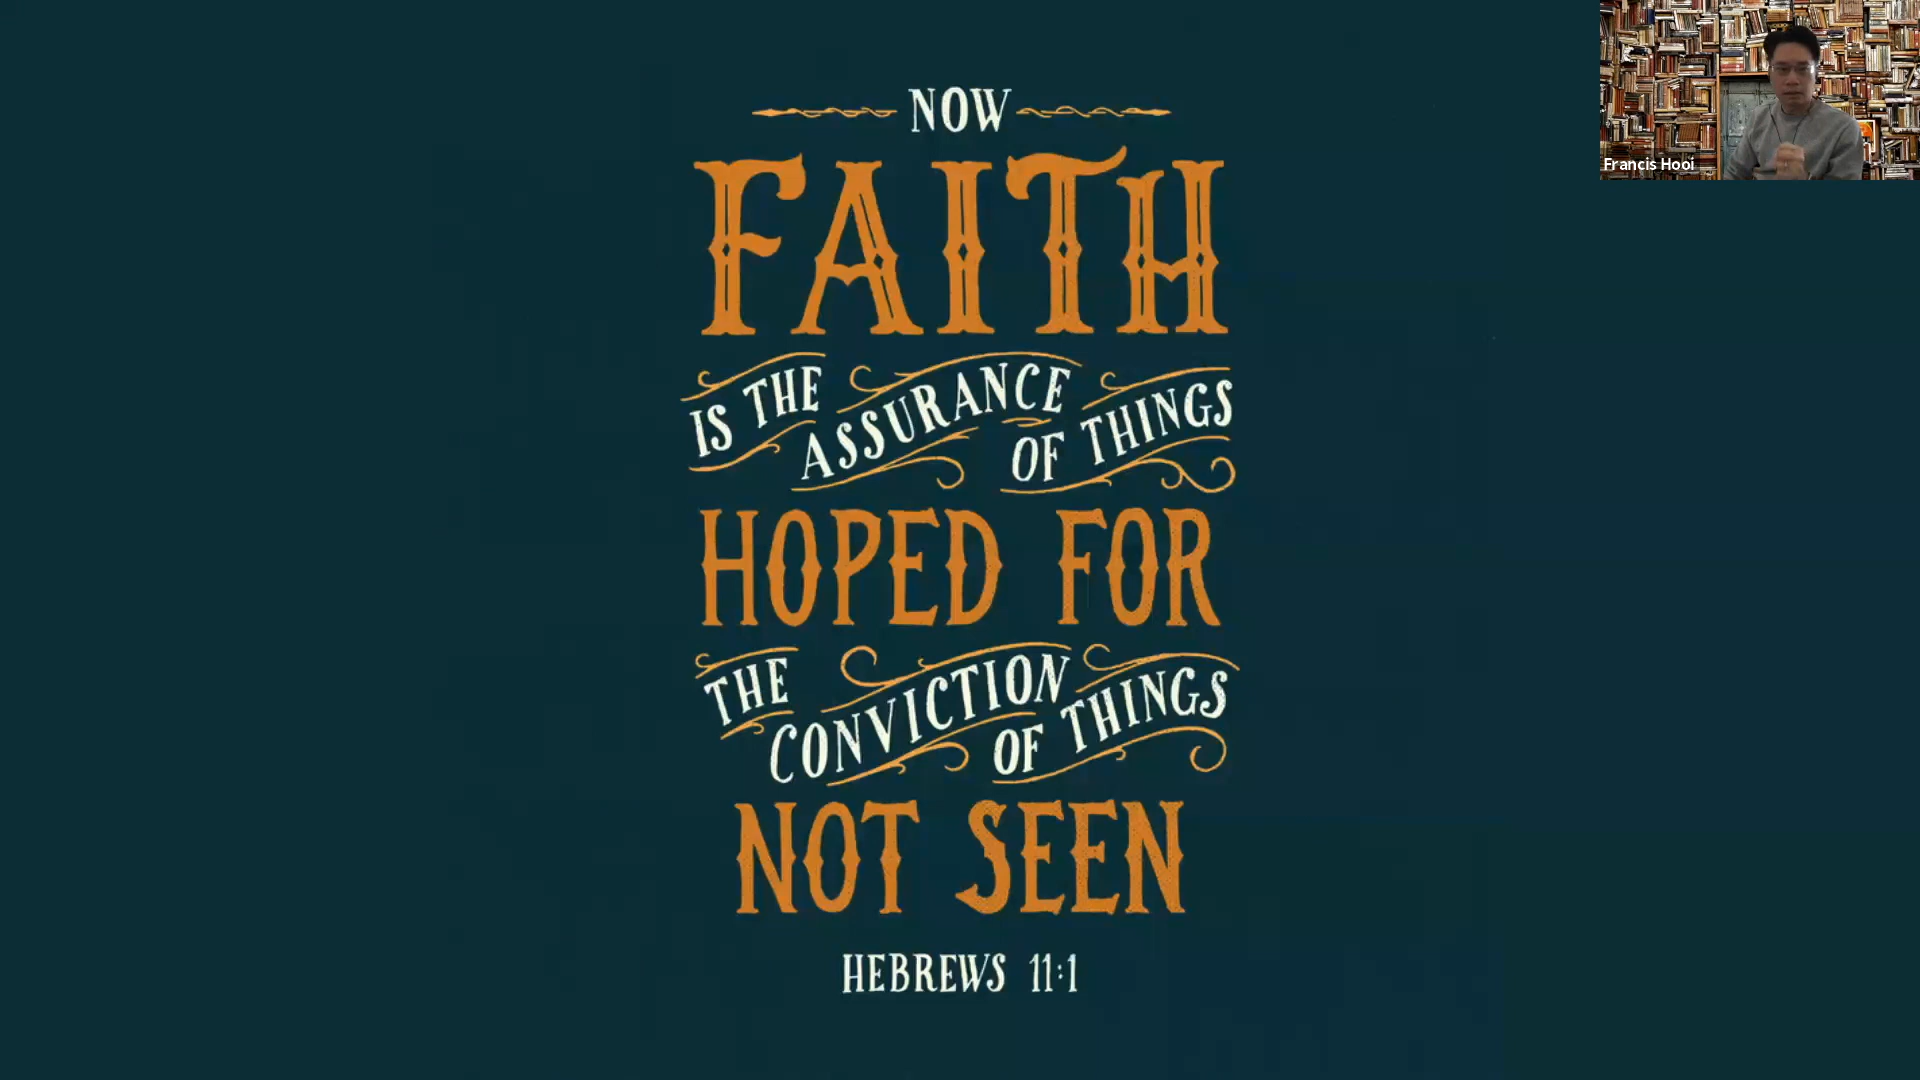 NOW
FAITH
IS THE ASSURANCE OF THINGS
HOPED FOR
THE CONVICTION OF THINGS
NOT SEEN
HEBREWS 11:1
Francis Hooi